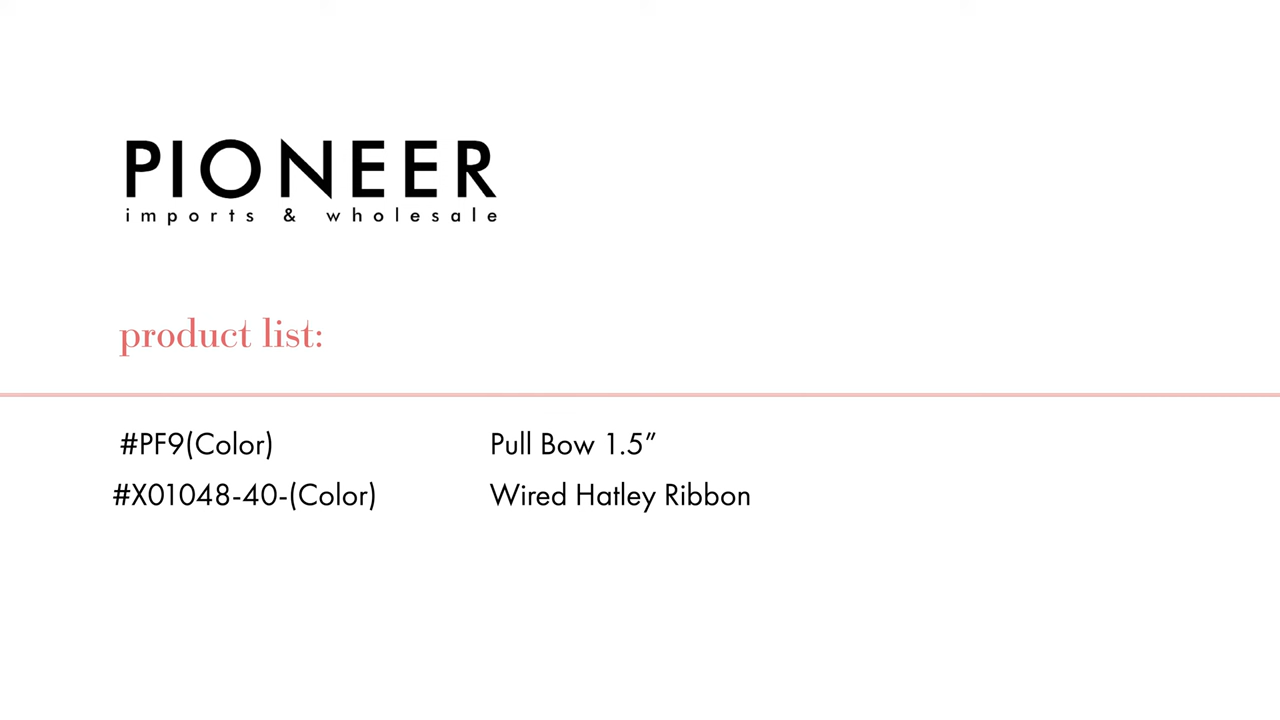 PIONEER
imports & wholesale
product list:
#PF9(Color) Pull Bow 1.5”
#X01048-40-(Color) Wired Hatley Ribbon